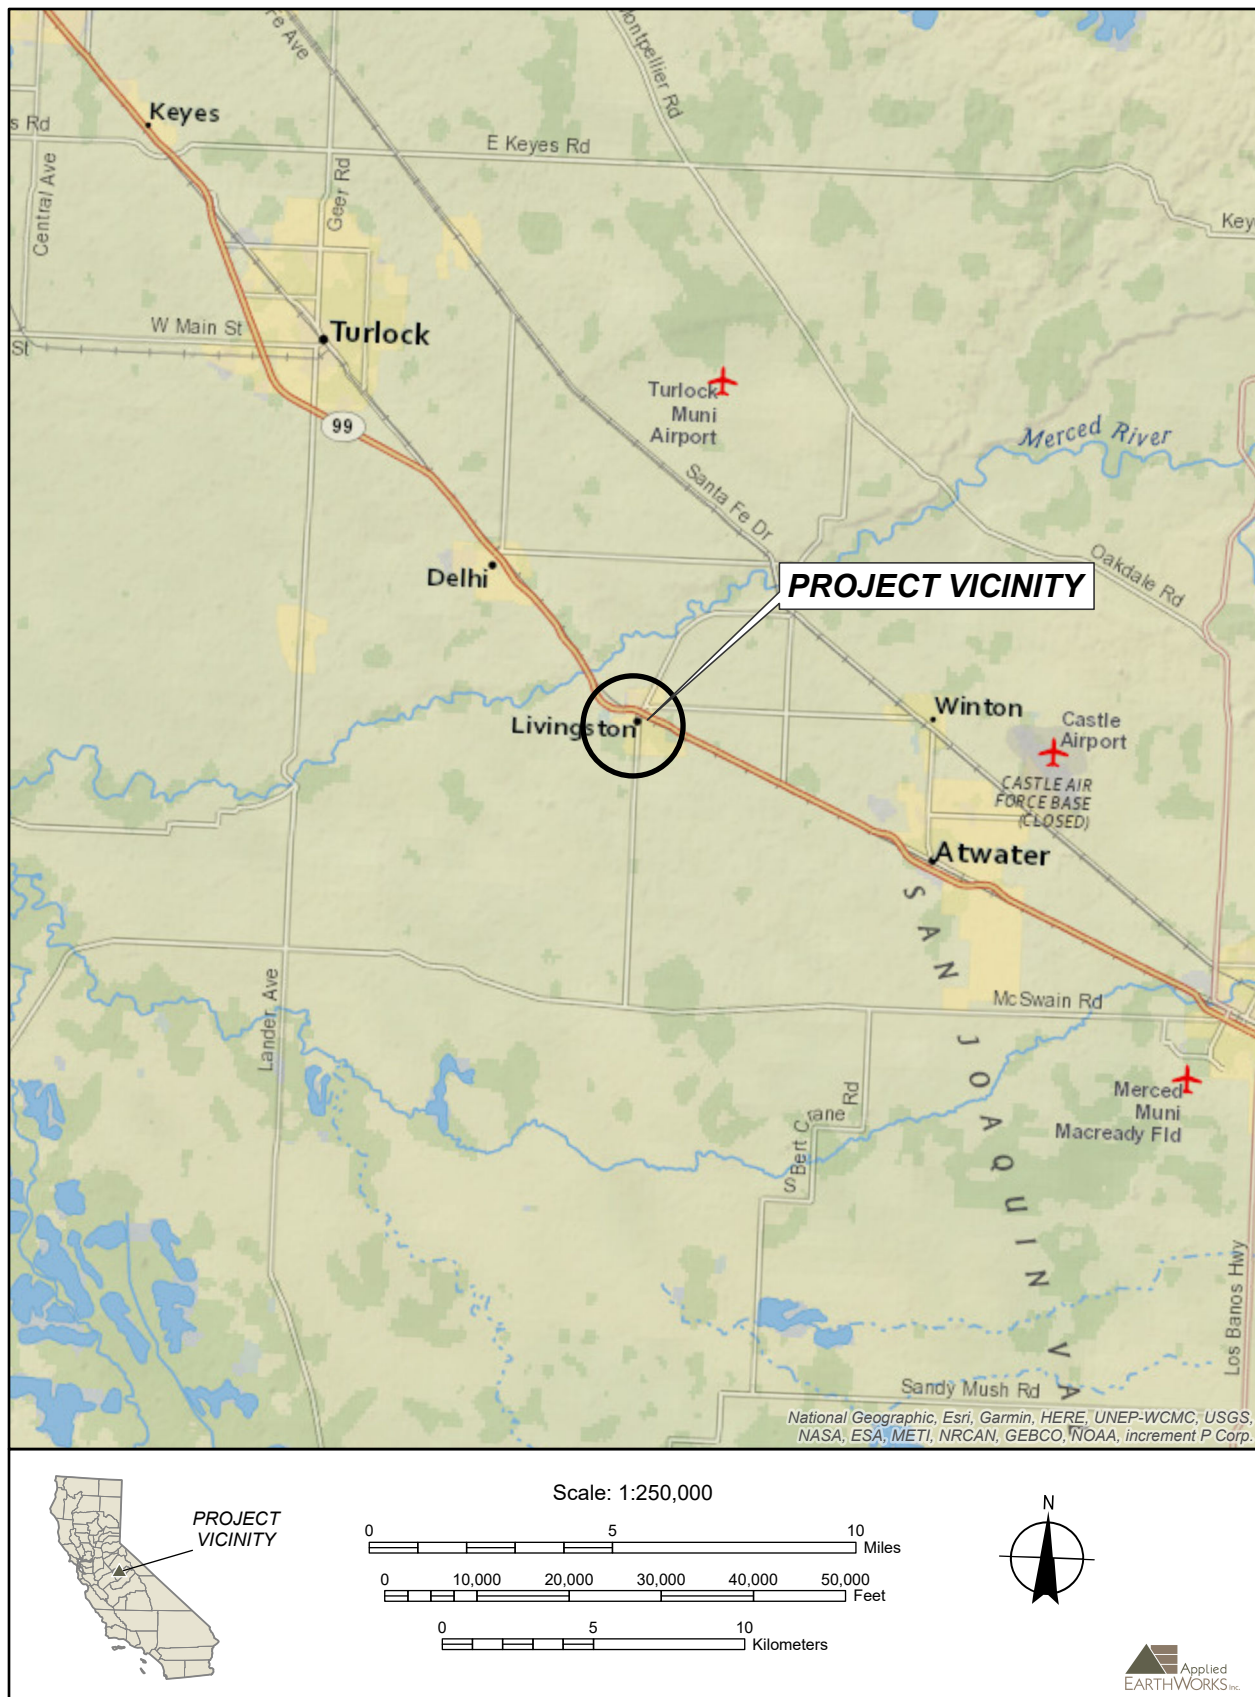 Fe Ave
Montpellier Rd
Keyes
s Rd
E Keyes Rd
Central Ave
Geer Rd
Key
W Main St
St
Turlock
99
Turlock
Muni
Airport
Merced River
Santa Fe Dr
Oakdale Rd
Delhi
PROJECT VICINITY
Livingston
Winton
Castle
Airport
CASTLE AIR
FORCE BASE
(CLOSED)
Atwater
SAN JOAQUIN VA
McSwain Rd
Lander Ave
S Bert Crane Rd
Merced
Muni
Macready Fld
Los Banos Hwy
Sandy Mush Rd
National Geographic, Esri, Garmin, HERE, UNEP-WCMC, USGS,
NASA, ESA, METI, NRCAN, GEBCO, NOAA, increment P Corp.
PROJECT
VICINITY
Scale: 1:250,000
0 5 10
Miles
0 10,000 20,000 30,000 40,000 50,000
Feet
0 5 10
Kilometers
N
Applied
EARTHWORKS Inc.